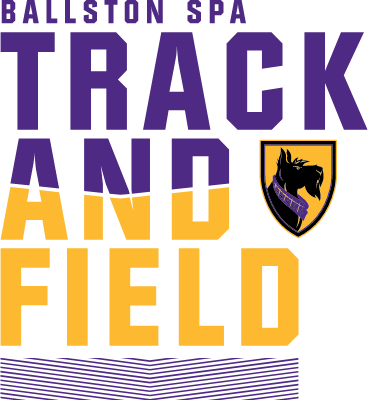 BALLSTON SPA
TRACK
AND
FIELD